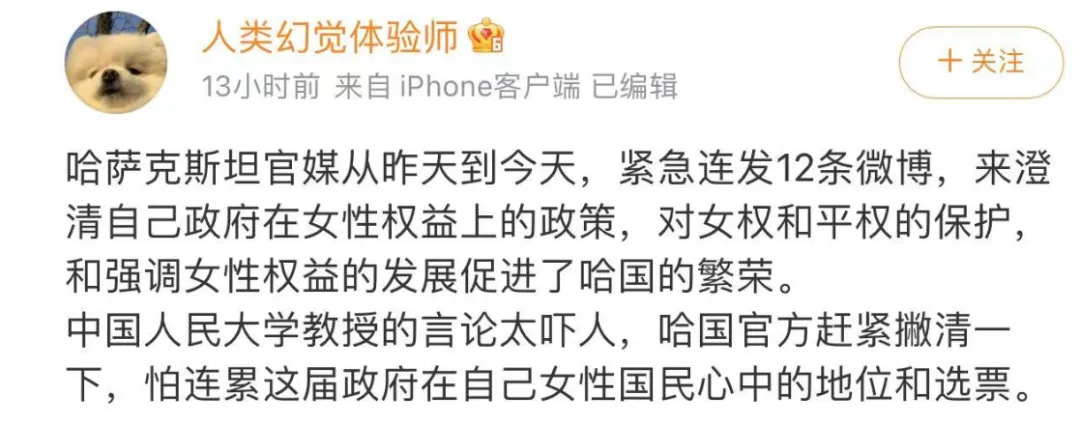 人类幻觉体验师
13小时前 来自 iPhone客户端 已编辑
+关注
哈萨克斯坦官媒从昨天到今天，紧急连发12条微博，来澄
清自己政府在女性权益上的政策，对女权和平权的保护，
和强调女性权益的发展促进了哈国的繁荣。
中国人民大学教授的言论太吓人，哈国官方赶紧撇清一
下，怕连累这届政府在自己女性国民心中的地位和选票。